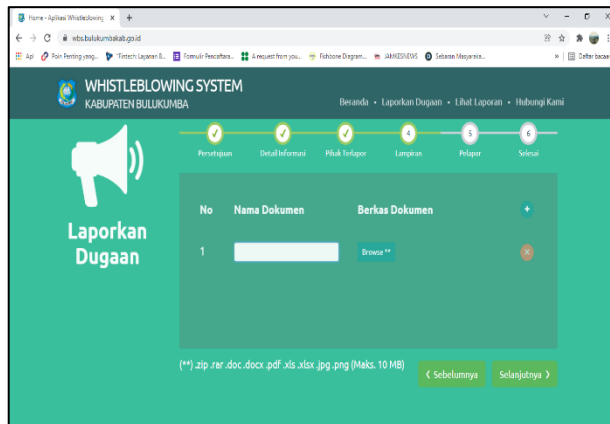 Home - Aplikasi Whistleblowing
wbs.bulukumbakab.go.id
Apl
Poin Penting yang...
"Fintech: Layanan B...
Formulir Pendaftara...
A request from you...
Fishbone Diagram...
JAMKESNEWS
Sebaran Masyaraka...
Daftar bacaan
WHISTLEBLOWING SYSTEM
KABUPATEN BULUKUMBA
Beranda • Laporkan Dugaan • Lihat Laporan • Hubungi Kami
4 5 6
Persetujuan Detail Informasi Pihak Terlapor Lampiran Pelapor Selesai
Laporkan
Dugaan
No Nama Dokumen Berkas Dokumen +
1 Browse **
(**) .zip .rar .doc .docx .pdf .xls .xlsx .jpg .png (Maks. 10 MB)
Sebelumnya Selanjutnya